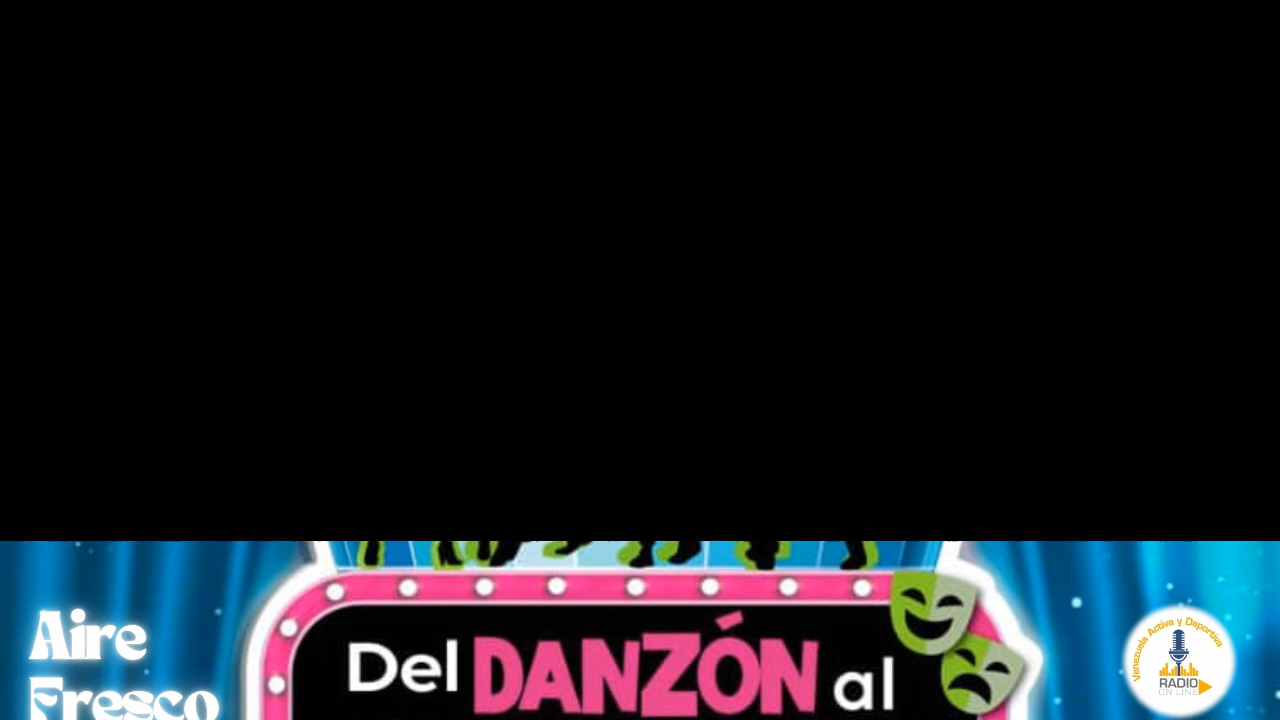 Aire
Fresco
Del DANZÓN al
Venezuela Activa y Deportiva
RADIO
ON LINE